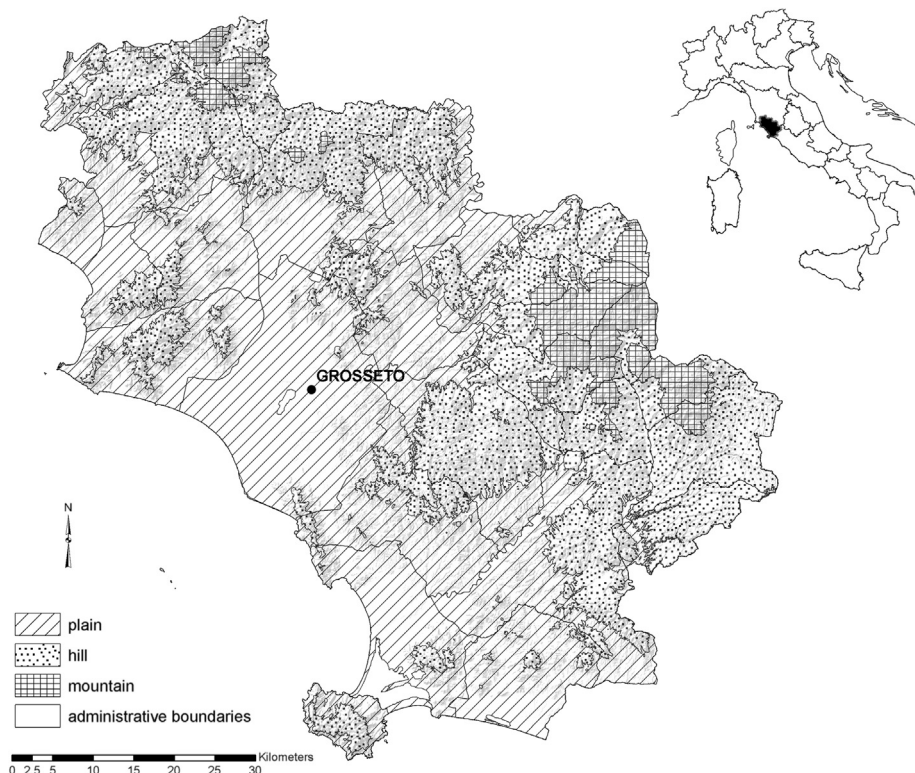 GROSSETO
N
plain
hill
mountain
administrative boundaries
Kilometers
0 2.5 5 10 15 20 25 30